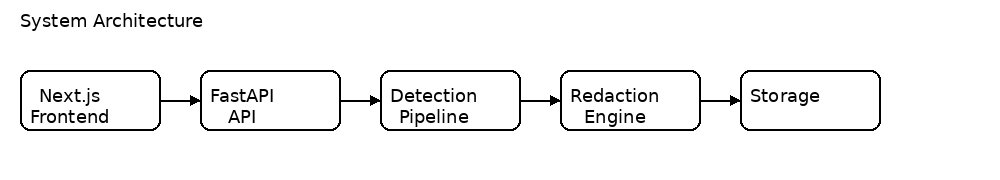 System Architecture
Next.js
Frontend
FastAPI
API
Detection
Pipeline
Redaction
Engine
Storage